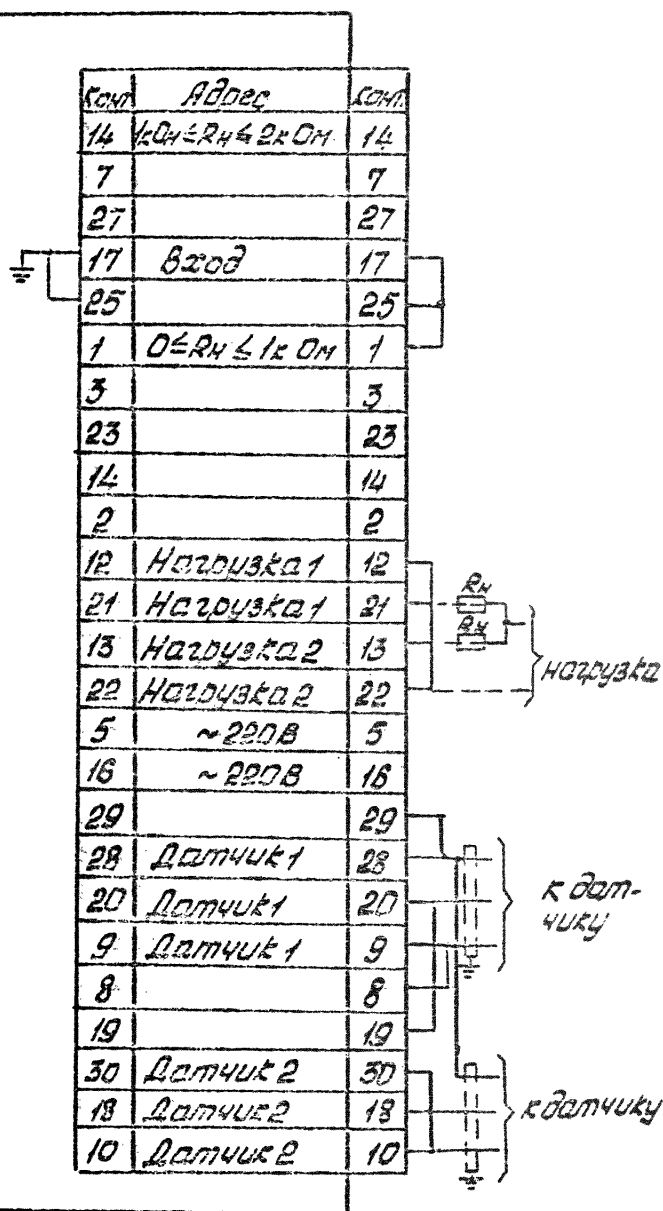 Конт Адрес Конт
14 1кОм≤Rн≤2кОм 14
7 7
27 27
17 Вход 17
25 25
1 0≤Rн≤1кОм 1
3 3
23 23
14 14
2 2
12 Нагрузка1 12
21 Нагрузка1 21
13 Нагрузка2 13
22 Нагрузка2 22
5 ~220В 5
16 ~220В 16
29 29
28 Датчик1 28
20 Датчик1 20
9 Датчик1 9
8 8
19 19
30 Датчик2 30
18 Датчик2 18
10 Датчик2 10
Rн
Rн
нагрузка
к дат-
чику
к датчику